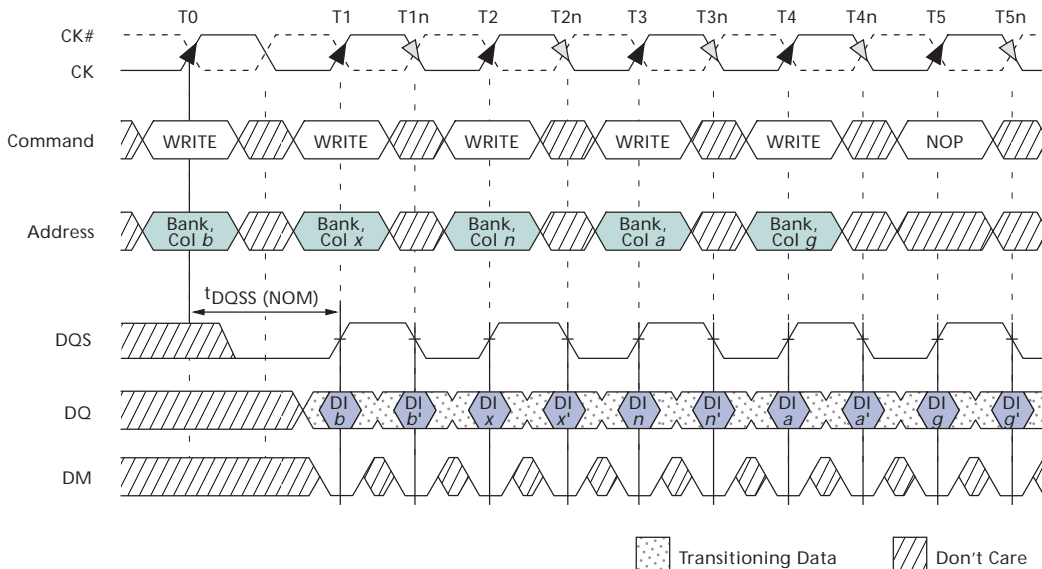 T0 T1 T1n T2 T2n T3 T3n T4 T4n T5 T5n
CK#
CK
Command WRITE WRITE WRITE WRITE WRITE NOP
Address Bank, Col b Bank, Col x Bank, Col n Bank, Col a Bank, Col g
tDQSS (NOM)
DQS
DQ DI b DI b' DI x DI x' DI n DI n' DI a DI a' DI g DI g'
DM
Transitioning Data Don't Care